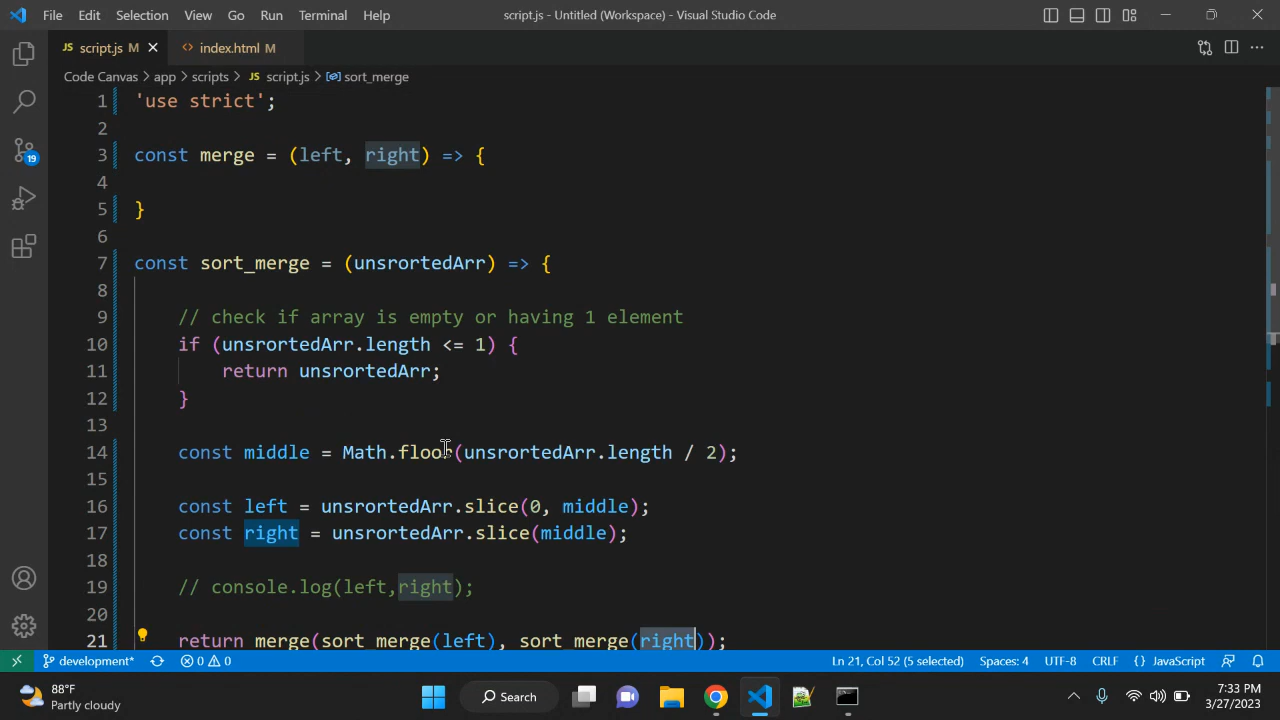 File Edit Selection View Go Run Terminal Help script.js - Untitled (Workspace) - Visual Studio Code
JS script.js M × <> index.html M
Code Canvas > app > scripts > JS script.js > sort_merge
1 'use strict';
2
3 const merge = (left, right) => {
4
5 }
6
7 const sort_merge = (unsrortedArr) => {
8
9 // check if array is empty or having 1 element
10 if (unsrortedArr.length <= 1) {
11 return unsrortedArr;
12 }
13
14 const middle = Math.floor(unsrortedArr.length / 2);
15
16 const left = unsrortedArr.slice(0, middle);
17 const right = unsrortedArr.slice(middle);
18
19 // console.log(left,right);
20
21 return merge(sort_merge(left), sort_merge(right));
19
development* 0 0 Ln 21, Col 52 (5 selected) Spaces: 4 UTF-8 CRLF {} JavaScript
88°F
Partly cloudy
Search
7:33 PM
3/27/2023